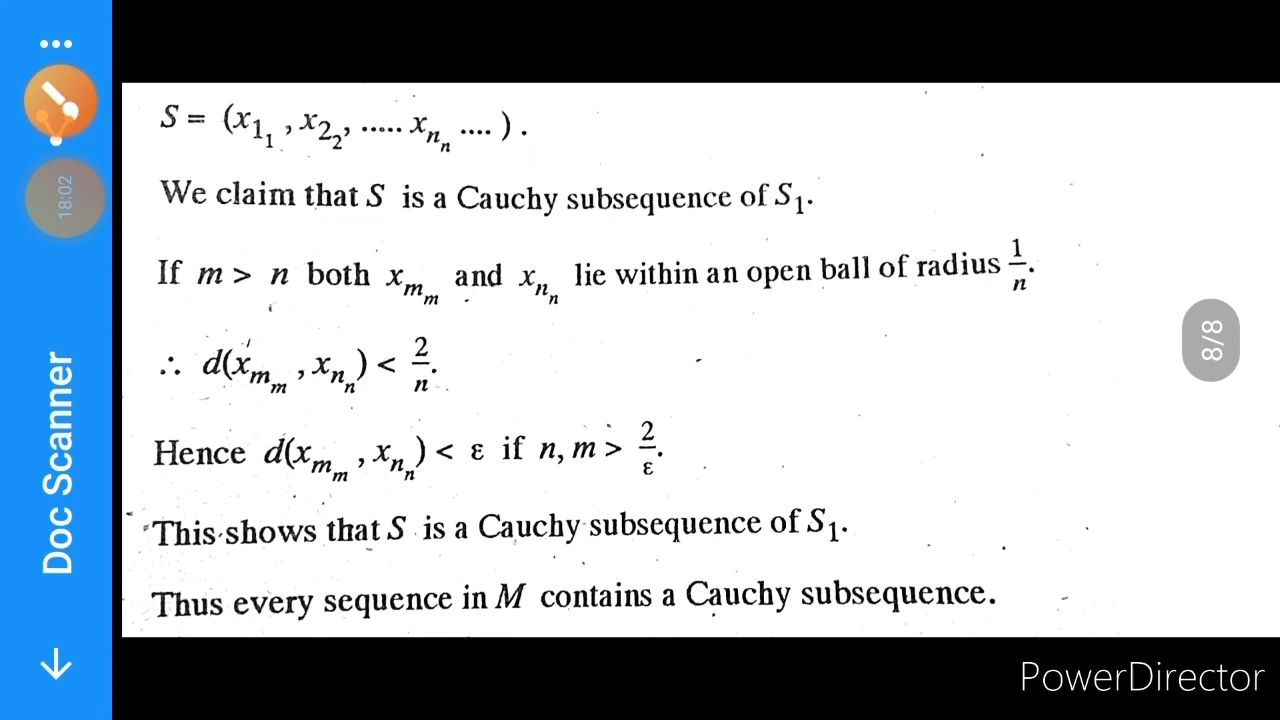 S = (x_{1_1}, x_{2_2}, ..... x_{n_n} .... ).
We claim that S is a Cauchy subsequence of S_1.
If m > n both x_{m_m} and x_{n_n} lie within an open ball of radius 1/n.
∴ d(x_{m_m}, x_{n_n}) < 2/n.
Hence d(x_{m_m}, x_{n_n}) < ε if n, m > 2/ε.
This shows that S is a Cauchy subsequence of S_1.
Thus every sequence in M contains a Cauchy subsequence.
18:02
Doc Scanner
8/8
PowerDirector